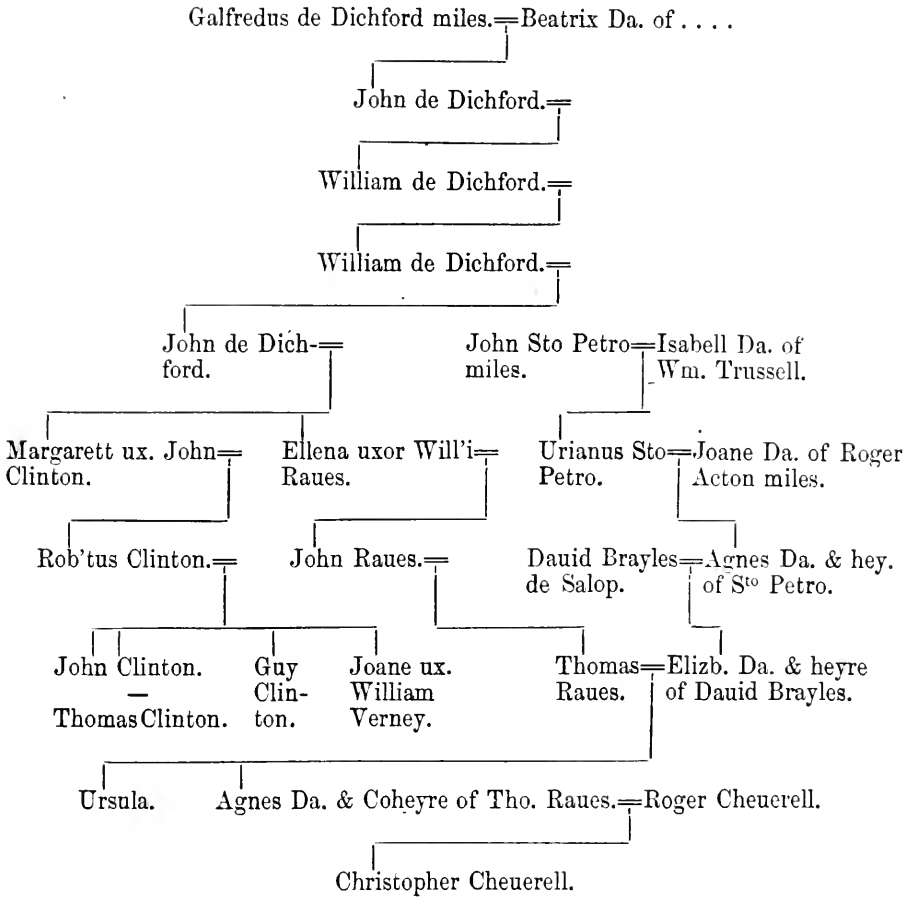 Galfredus de Dichford miles.=Beatrix Da. of . . . .
John de Dichford.=
William de Dichford.=
William de Dichford.=
John de Dich-=
ford.
John Sto Petro=Isabell Da. of
miles. Wm. Trussell.
Margarett ux. John=
Clinton.
Ellena uxor Will'i=
Raues.
Urianus Sto=Joane Da. of Roger
Petro. Acton miles.
Rob'tus Clinton.=
John Raues.=
Dauid Brayles=Agnes Da. & hey.
de Salop. of Sto Petro.
John Clinton.
—
Thomas Clinton.
Guy
Clin-
ton.
Joane ux.
William
Verney.
Thomas=Elizb. Da. & heyre
Raues. of Dauid Brayles.
Ursula.
Agnes Da. & Coheyre of Tho. Raues.=Roger Cheuerell.
Christopher Cheuerell.